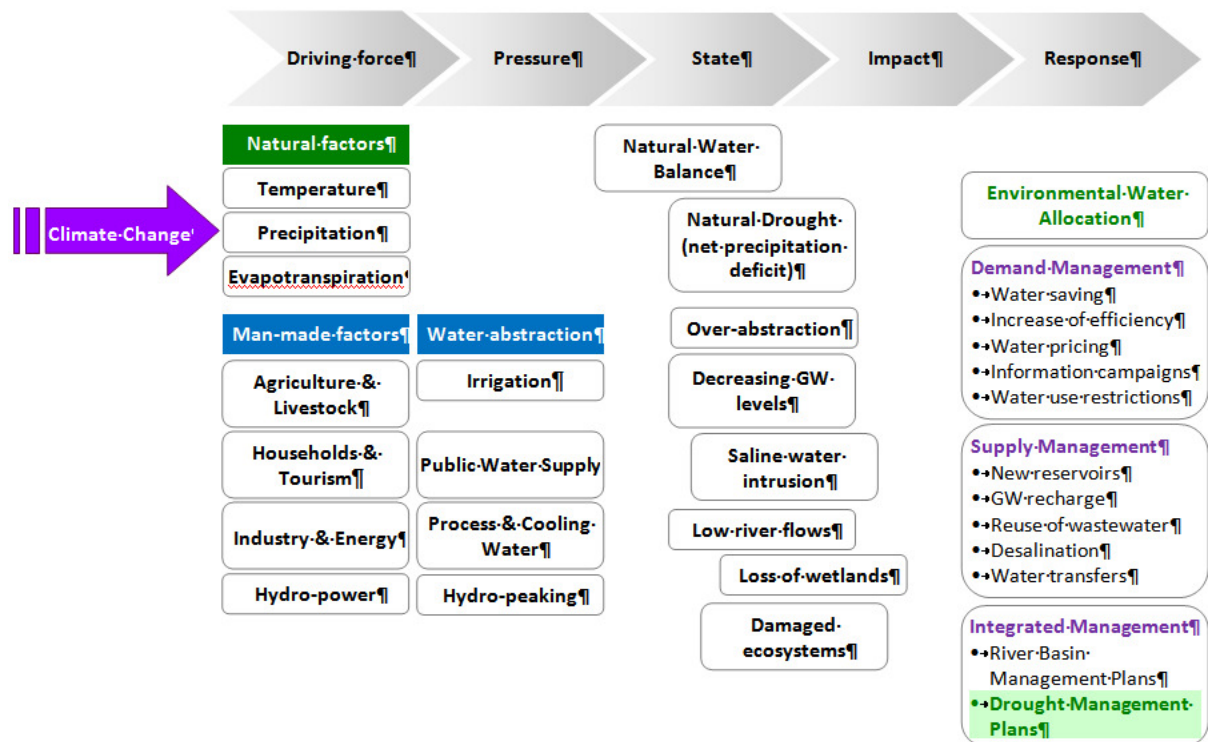 Driving·force¶
Pressure¶
State¶
Impact¶
Response¶
Climate·Change
Natural·factors¶
Temperature¶
Precipitation¶
Evapotranspiration
Man-made·factors¶
Agriculture·&·
Livestock¶
Households·&·
Tourism¶
Industry·&·Energy¶
Hydro-power¶
Water·abstraction¶
Irrigation¶
Public·Water·Supply
Process·&·Cooling·
Water¶
Hydro-peaking¶
Natural·Water·
Balance¶
Natural·Drought·
(net·precipitation·
deficit)¶
Over-abstraction¶
Decreasing·GW·
levels¶
Saline·water·
intrusion¶
Low·river·flows¶
Loss·of·wetlands¶
Damaged·
ecosystems¶
Environmental·Water·
Allocation¶
Demand·Management¶
•→Water·saving¶
•→Increase·of·efficiency¶
•→Water·pricing¶
•→Information·campaigns¶
•→Water·use·restrictions¶
Supply·Management¶
•→New·reservoirs¶
•→GW·recharge¶
•→Reuse·of·wastewater¶
•→Desalination¶
•→Water·transfers¶
Integrated·Management¶
•→River·Basin·
Management·Plans¶
•→Drought·Management·
Plans¶